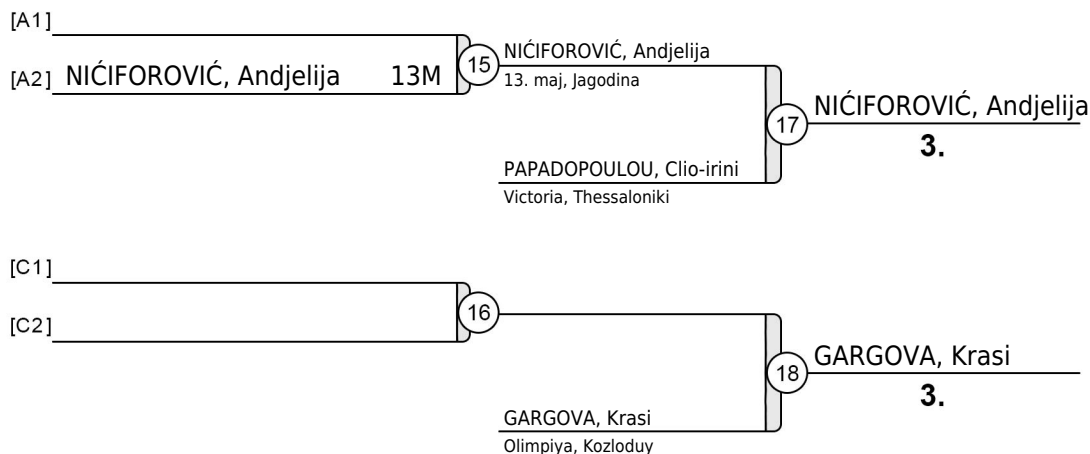 [A1]
[A2] NIĆIFOROVIĆ, Andjelija 13M
15
NIĆIFOROVIĆ, Andjelija
13. maj, Jagodina
17
NIĆIFOROVIĆ, Andjelija
3.
PAPADOPOULOU, Clio-irini
Victoria, Thessaloniki
[C1]
[C2]
16
18
GARGOVA, Krasi
3.
GARGOVA, Krasi
Olimpiya, Kozloduy